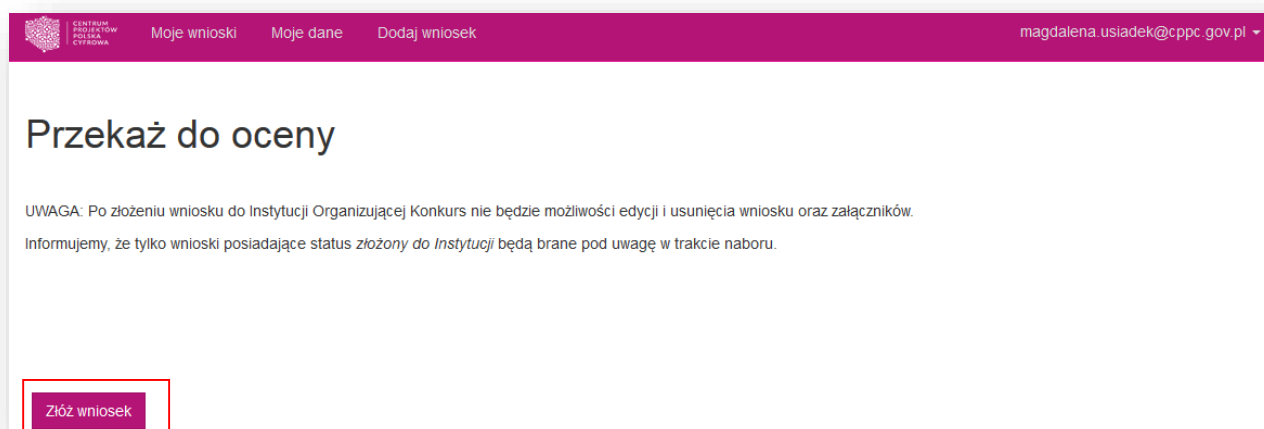 CENTRUM
PROJEKTÓW
POLSKA
CYFROWA
Moje wnioski Moje dane Dodaj wniosek magdalena.usiadek@cppc.gov.pl
Przekaż do oceny
UWAGA: Po złożeniu wniosku do Instytucji Organizującej Konkurs nie będzie możliwości edycji i usunięcia wniosku oraz załączników.
Informujemy, że tylko wnioski posiadające status złożony do Instytucji będą brane pod uwagę w trakcie naboru.
Złóż wniosek